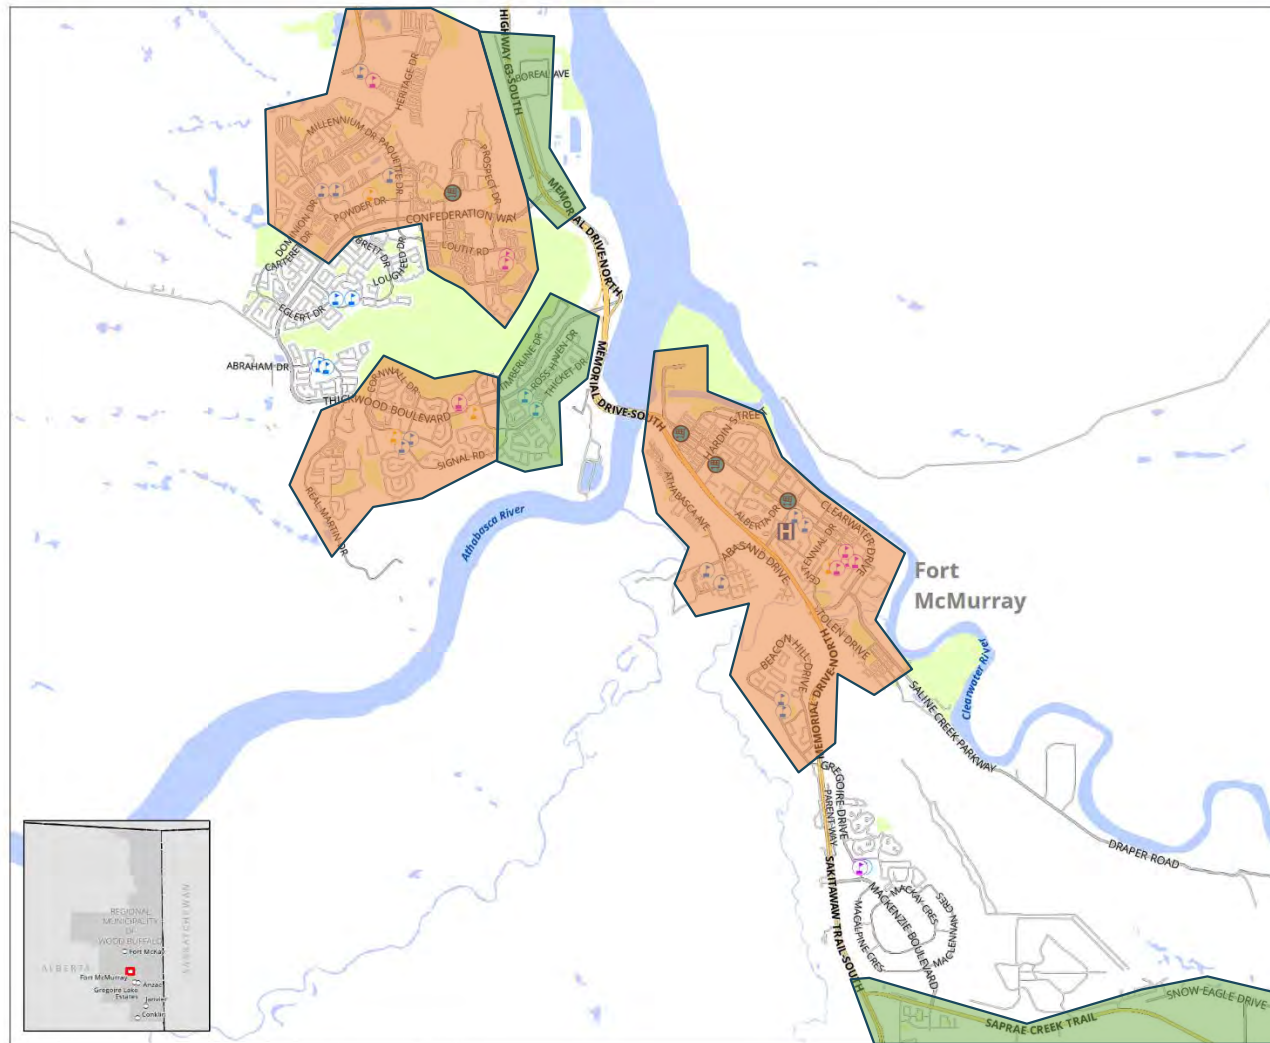 HIGHWAY 63-SOUTH
BOREAL AVE
HERITAGE DR
MILLENNIUM DR
PAQUETTE DR
PROSPECT DR
POWDER DR
DOMINION DR
CONFEDERATION WAY
CARTERET DR
BRETT DR
LOUGHEED DR
LOUTIT RD
MEMORIAL DRIVE-NORTH
EGLERT DR
ABRAHAM DR
CORNWALL DR
THICKWOOD BOULEVARD
TIMBERLINE DR
ROSS HAVEN DR
THICKET DR
MEMORIAL DRIVE-SOUTH
SIGNAL RD
REAL MARTIN DR
Athabasca River
HARDIN STREET
ATHABASCA AVE
ALBERTA DR
H
CLEARWATER DRIVE
CENTENNIAL DR
ABASAND DRIVE
Fort
McMurray
TOLEN DRIVE
BEACON HILL DRIVE
MEMORIAL DRIVE-NORTH
SALINE CREEK PARKWAY
Clearwater River
GREGOIRE DRIVE
PARENT WAY
DRAPER ROAD
SAKITAWAW TRAIL-SOUTH
MACKAY CRES
MACKENZIE BOULEVARD
MACALPINE CRES
MACLENNAN CRES
SNOW EAGLE DRIVE
SAPRAE CREEK TRAIL
REGIONAL
MUNICIPALITY
OF
WOOD BUFFALO
Fort McKay
ALBERTA
SASKATCHEWAN
Fort McMurray
Anzac
Gregoire Lake
Estates
Janvier
Conklin